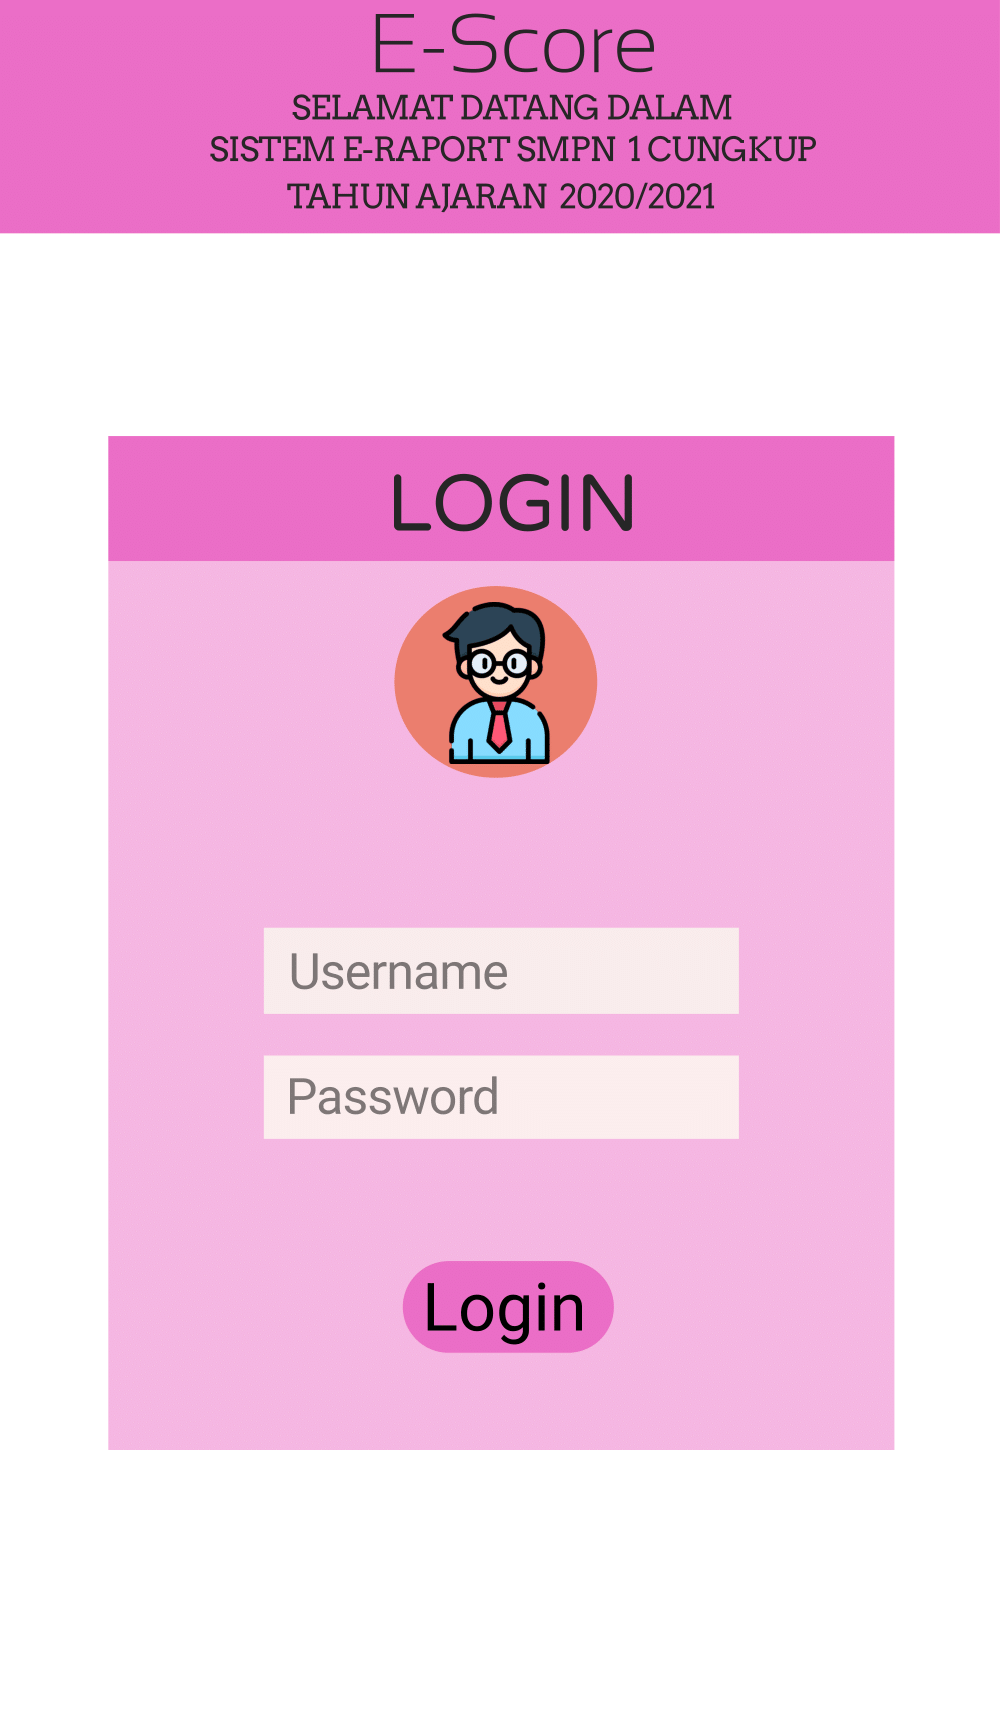 E-Score
SELAMAT DATANG DALAM
SISTEM E-RAPORT SMPN 1 CUNGKUP
TAHUN AJARAN 2020/2021
LOGIN
Username
Password
Login